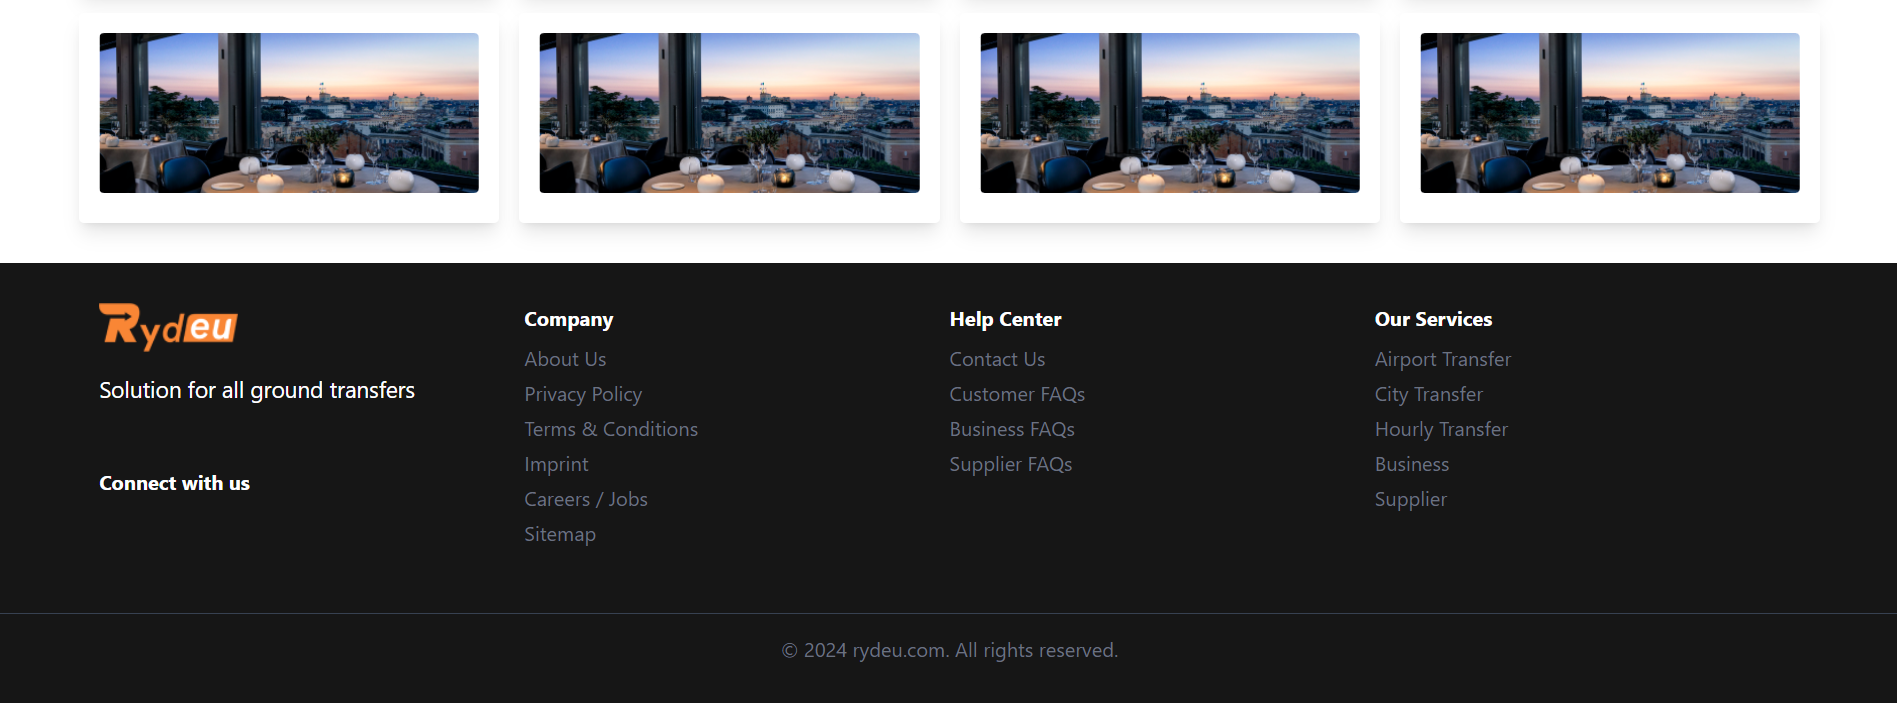 Rydeu
Solution for all ground transfers
Connect with us
Company
About Us
Privacy Policy
Terms & Conditions
Imprint
Careers / Jobs
Sitemap
Help Center
Contact Us
Customer FAQs
Business FAQs
Supplier FAQs
Our Services
Airport Transfer
City Transfer
Hourly Transfer
Business
Supplier
© 2024 rydeu.com. All rights reserved.